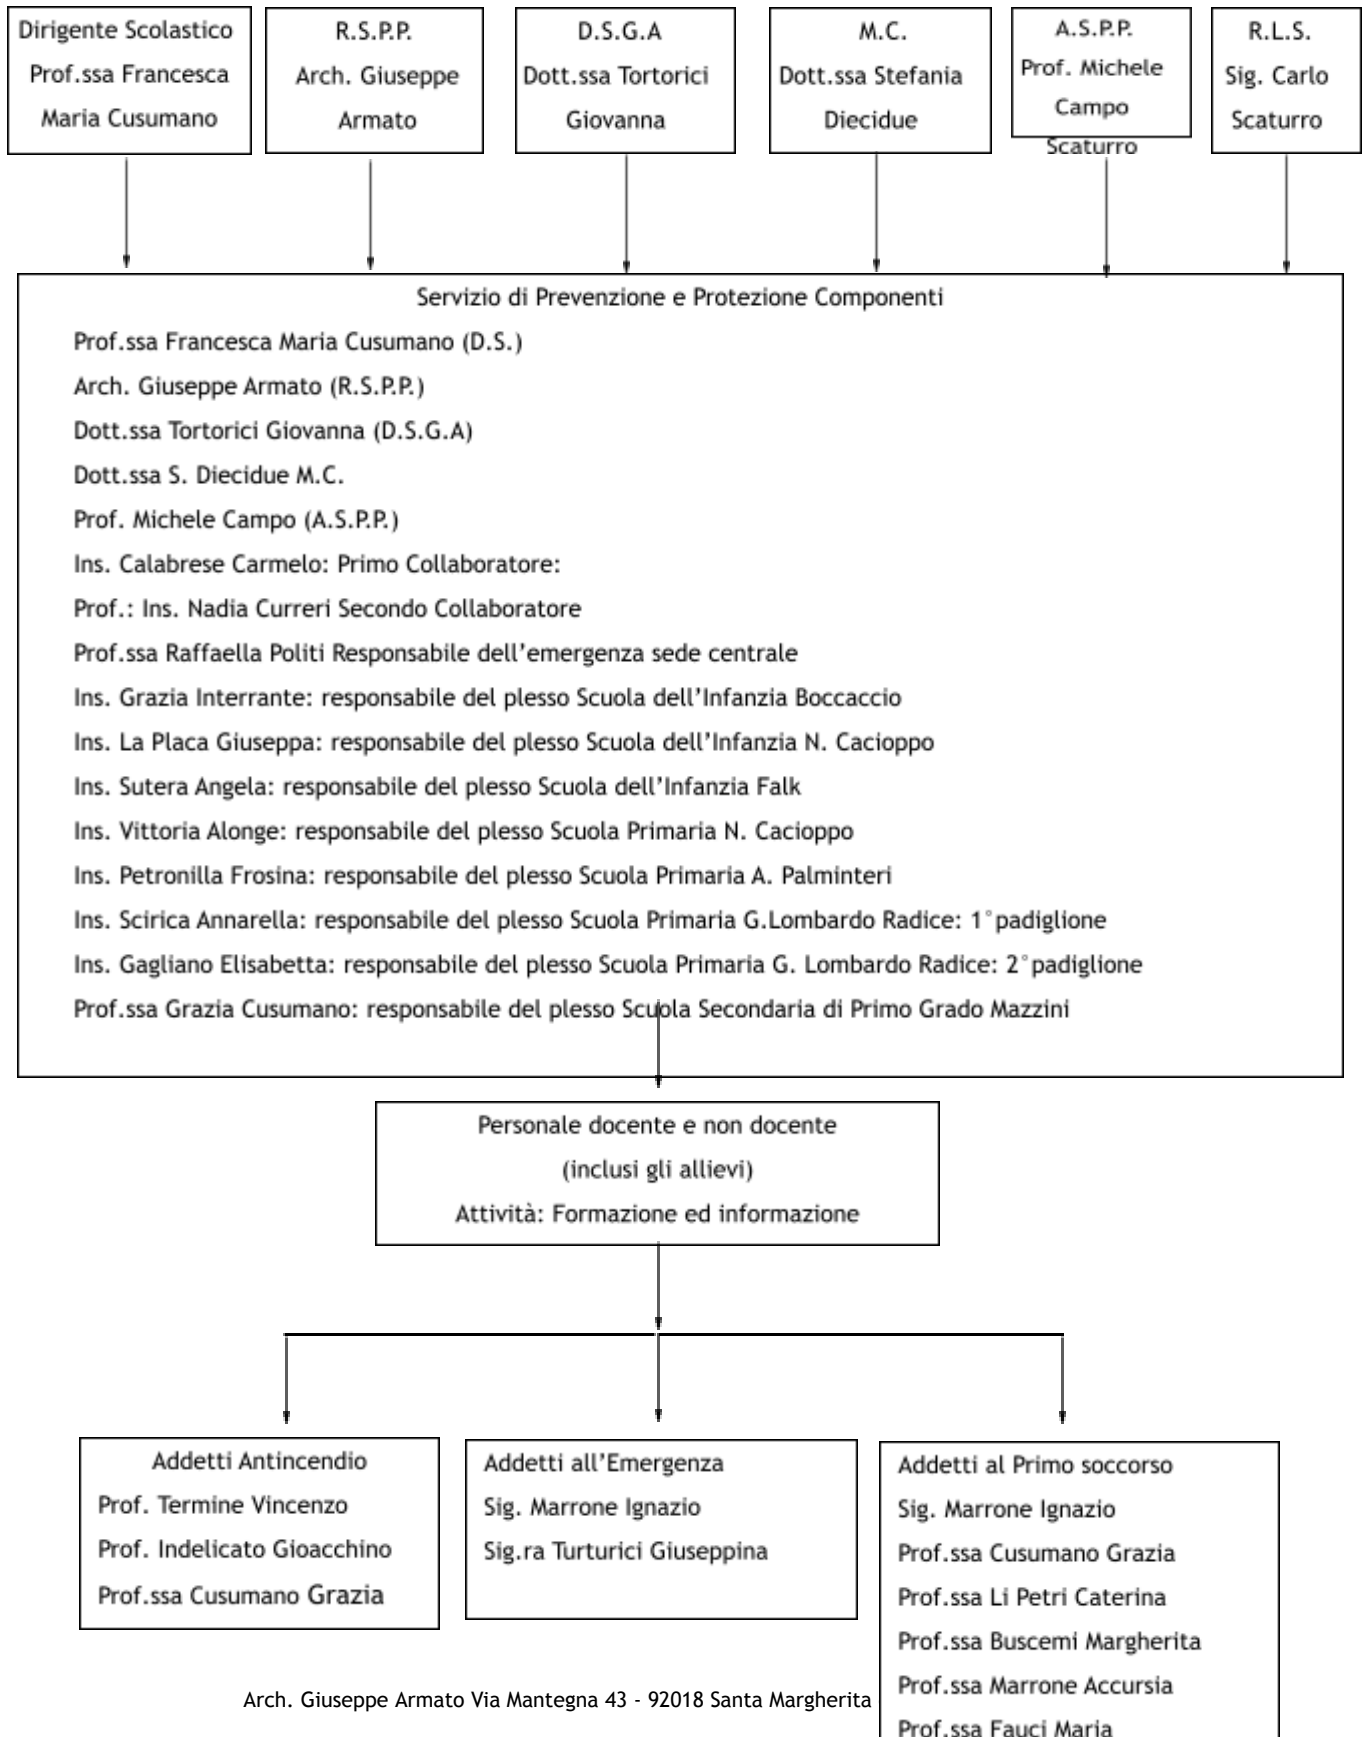 Dirigente Scolastico
Prof.ssa Francesca
Maria Cusumano
R.S.P.P.
Arch. Giuseppe
Armato
D.S.G.A
Dott.ssa Tortorici
Giovanna
M.C.
Dott.ssa Stefania
Diecidue
A.S.P.P.
Prof. Michele
Campo
Scaturro
R.L.S.
Sig. Carlo
Scaturro
Servizio di Prevenzione e Protezione Componenti
Prof.ssa Francesca Maria Cusumano (D.S.)
Arch. Giuseppe Armato (R.S.P.P.)
Dott.ssa Tortorici Giovanna (D.S.G.A)
Dott.ssa S. Diecidue M.C.
Prof. Michele Campo (A.S.P.P.)
Ins. Calabrese Carmelo: Primo Collaboratore:
Prof.: Ins. Nadia Curreri Secondo Collaboratore
Prof.ssa Raffaella Politi Responsabile dell’emergenza sede centrale
Ins. Grazia Interrante: responsabile del plesso Scuola dell’Infanzia Boccaccio
Ins. La Placa Giuseppa: responsabile del plesso Scuola dell’Infanzia N. Cacioppo
Ins. Sutera Angela: responsabile del plesso Scuola dell’Infanzia Falk
Ins. Vittoria Alonge: responsabile del plesso Scuola Primaria N. Cacioppo
Ins. Petronilla Frosina: responsabile del plesso Scuola Primaria A. Palminteri
Ins. Scirica Annarella: responsabile del plesso Scuola Primaria G.Lombardo Radice: 1°padiglione
Ins. Gagliano Elisabetta: responsabile del plesso Scuola Primaria G. Lombardo Radice: 2°padiglione
Prof.ssa Grazia Cusumano: responsabile del plesso Scuola Secondaria di Primo Grado Mazzini
Personale docente e non docente
(inclusi gli allievi)
Attività: Formazione ed informazione
Addetti Antincendio
Prof. Termine Vincenzo
Prof. Indelicato Gioacchino
Prof.ssa Cusumano Grazia
Addetti all’Emergenza
Sig. Marrone Ignazio
Sig.ra Turturici Giuseppina
Addetti al Primo soccorso
Sig. Marrone Ignazio
Prof.ssa Cusumano Grazia
Prof.ssa Li Petri Caterina
Prof.ssa Buscemi Margherita
Prof.ssa Marrone Accursia
Prof.ssa Fauci Maria
Arch. Giuseppe Armato Via Mantegna 43 - 92018 Santa Margherita